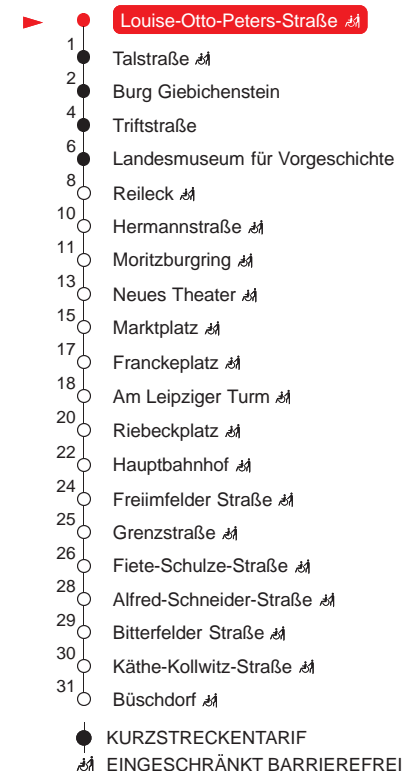 Louise-Otto-Peters-Straße
1
Talstraße
2
Burg Giebichenstein
4
Triftstraße
6
Landesmuseum für Vorgeschichte
8
Reileck
10
Hermannstraße
11
Moritzburgring
13
Neues Theater
15
Marktplatz
17
Franckeplatz
18
Am Leipziger Turm
20
Riebeckplatz
22
Hauptbahnhof
24
Freiimfelder Straße
25
Grenzstraße
26
Fiete-Schulze-Straße
28
Alfred-Schneider-Straße
29
Bitterfelder Straße
30
Käthe-Kollwitz-Straße
31
Büschdorf
KURZSTRECKENTARIF
EINGESCHRÄNKT BARRIEREFREI